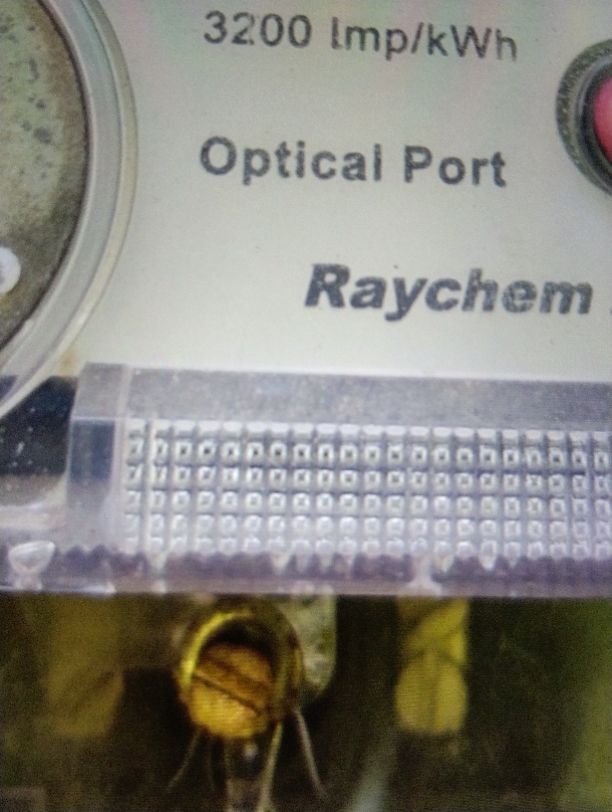 3200 Imp/kWh
Optical Port
Raychem